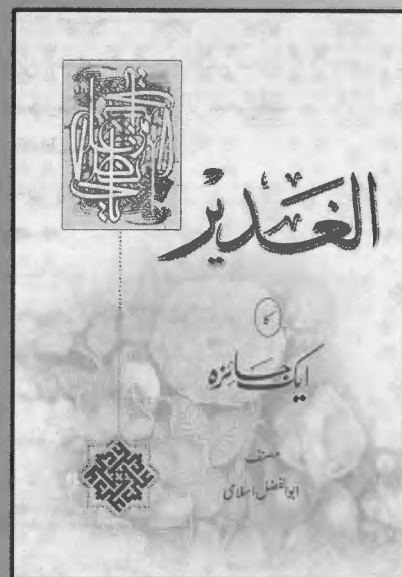 الغدیر
کا
ایک جائزہ
مصنف
ابوالفضل اسلامی